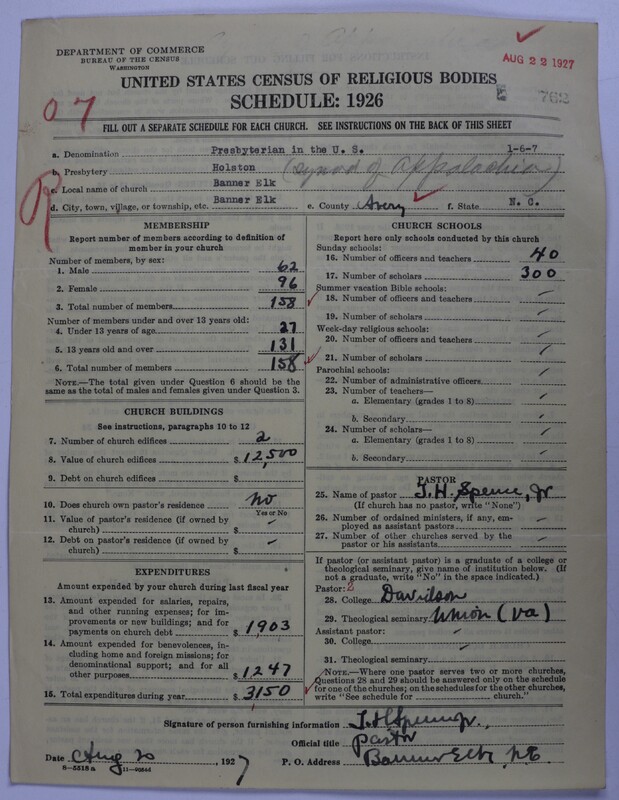 DEPARTMENT OF COMMERCE
BUREAU OF THE CENSUS
WASHINGTON
AUG 22 1927
UNITED STATES CENSUS OF RELIGIOUS BODIES
SCHEDULE: 1926
762
07
FILL OUT A SEPARATE SCHEDULE FOR EACH CHURCH. SEE INSTRUCTIONS ON THE BACK OF THIS SHEET
a. Denomination Presbyterian in the U. S. 1-6-7
b. Presbytery Holston (Synod of Appalachia)
c. Local name of church Banner Elk
d. City, town, village, or township, etc. Banner Elk e. County Avery f. State N. C.
R
MEMBERSHIP
Report number of members according to definition of
member in your church
Number of members, by sex:
1. Male 62
2. Female 96
3. Total number of members 158
Number of members under and over 13 years old:
4. Under 13 years of age 27
5. 13 years old and over 131
6. Total number of members 158
NOTE.—The total given under Question 6 should be
same as the total of males and females given under Question 3.
CHURCH BUILDINGS
See instructions, paragraphs 10 to 12
7. Number of church edifices 2
8. Value of church edifices $ 12,500
9. Debt on church edifices $
10. Does church own pastor's residence No
Yes or No
11. Value of pastor's residence (if owned by
church) $
12. Debt on pastor's residence (if owned by
church) $
EXPENDITURES
Amount expended by your church during last fiscal year
13. Amount expended for salaries, repairs,
and other running expenses; for im-
provements or new buildings; and for
payments on church debt $ 1903
14. Amount expended for benevolences, in-
cluding home and foreign missions; for
denominational support; and for all
other purposes $ 1247
15. Total expenditures during year $ 3150
CHURCH SCHOOLS
Report here only schools conducted by this church
Sunday schools:
16. Number of officers and teachers 40
17. Number of scholars 300
Summer vacation Bible schools:
18. Number of officers and teachers
19. Number of scholars
Week-day religious schools:
20. Number of officers and teachers
21. Number of scholars
Parochial schools:
22. Number of administrative officers
23. Number of teachers—
a. Elementary (grades 1 to 8)
b. Secondary
24. Number of scholars—
a. Elementary (grades 1 to 8)
b. Secondary
PASTOR
25. Name of pastor T. H. Spence, Jr
(If church has no pastor, write "None")
26. Number of ordained ministers, if any, em-
ployed as assistant pastors
27. Number of other churches served by the
pastor or his assistants
If pastor (or assistant pastor) is a graduate of a college or
theological seminary, give name of institution below. (If
not a graduate, write "No" in the space indicated.)
Pastor: 2
28. College Davidson
29. Theological seminary Union (Va)
Assistant pastor:
30. College
31. Theological seminary
NOTE.—Where one pastor serves two or more churches,
Questions 28 and 29 should be answered only on the schedule
for one of the churches; on the schedules for the other churches,
write "See schedule for church."
Signature of person furnishing information T. H. Spence, Jr.,
Official title Pastor
Date Aug 20, 1927 P. O. Address Banner Elk, N.C.
8-5518 a